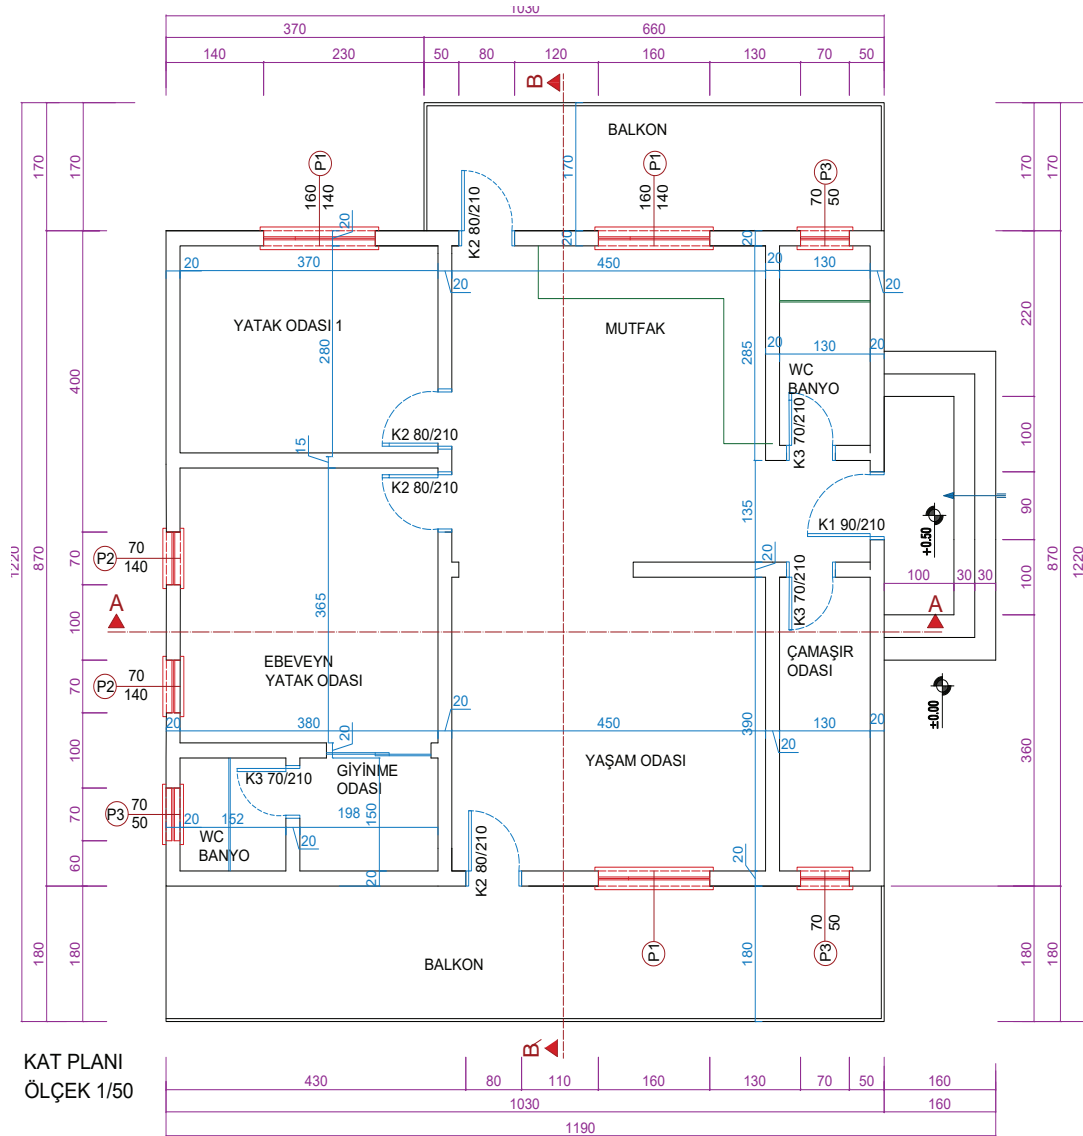 1030
370 660
140 230 50 80 120 160 130 70 50
B
BALKON
170 170 170 170 170
P1 160 140
P1 160 140
P3 70 50
K2 80/210
20 20 20
20 370 450 20 130
20 20
YATAK ODASI 1
MUTFAK
280
285
20 130 20
WC
BANYO
220
400
K2 80/210
K3 70/210
15
K2 80/210
100
135
K1 90/210
90
+0.50
1220 870 870 1220
P2 70 140
70
20
K3 70/210
100 30 30
100
A A
365
100
EBEVEYN
YATAK ODASI
ÇAMAŞIR
ODASI
P2 70 140
70
±0.00
20
20 380 450 390 130 20
20 20
100
360
YAŞAM ODASI
K3 70/210
GİYİNME
ODASI
P3 70 50
70
20 152 198 150
WC
BANYO
20
20
60
20
K2 80/210
70 50
180 180 180 180 180
P1 P3
BALKON
B
KAT PLANI
ÖLÇEK 1/50
430 80 110 160 130 70 50 160
1030 160
1190